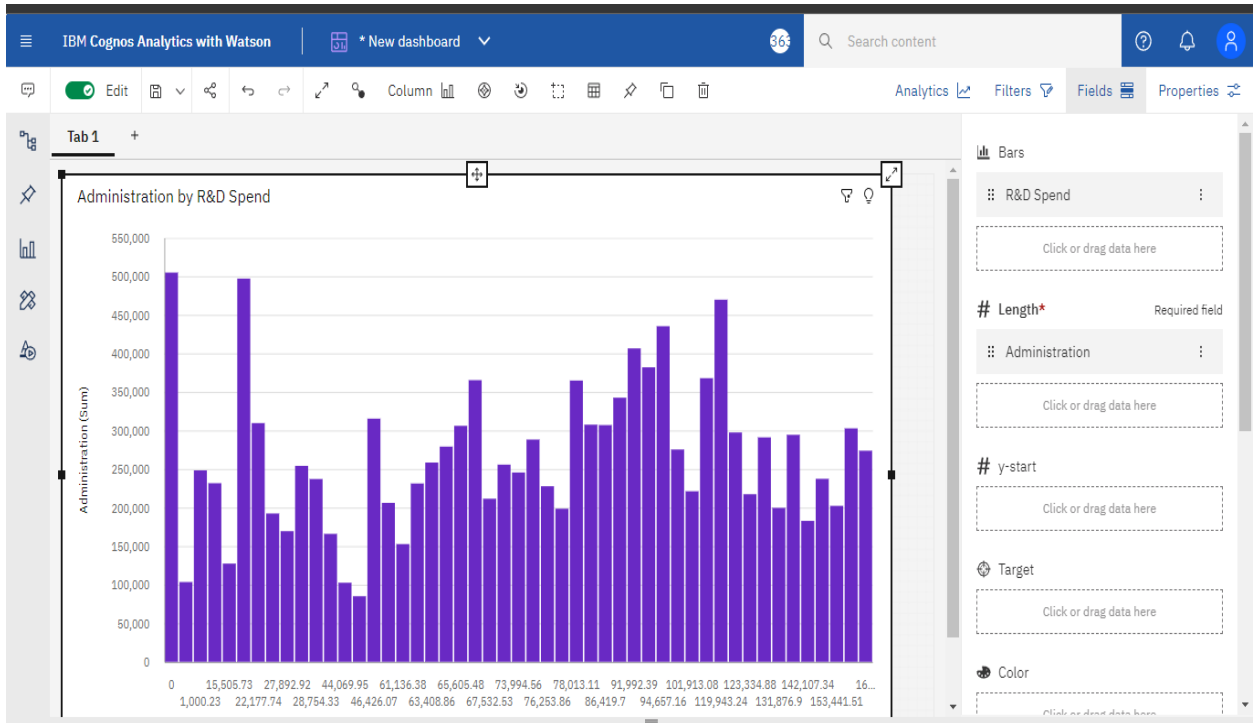 IBM Cognos Analytics with Watson
* New dashboard
363
Search content
Edit
Column
Analytics
Filters
Fields
Properties
Tab 1
+
Administration by R&D Spend
550,000
500,000
450,000
400,000
350,000
300,000
250,000
200,000
150,000
100,000
50,000
0
Administration (Sum)
0 15,505.73 27,892.92 44,069.95 61,136.38 65,605.48 73,994.56 78,013.11 91,992.39 101,913.08 123,334.88 142,107.34 16...
1,000.23 22,177.74 28,754.33 46,426.07 63,408.86 67,532.53 76,253.86 86,419.7 94,657.16 119,943.24 131,876.9 153,441.51
Bars
R&D Spend
Click or drag data here
# Length* Required field
Administration
Click or drag data here
# y-start
Click or drag data here
Target
Click or drag data here
Color
Click or drag data here